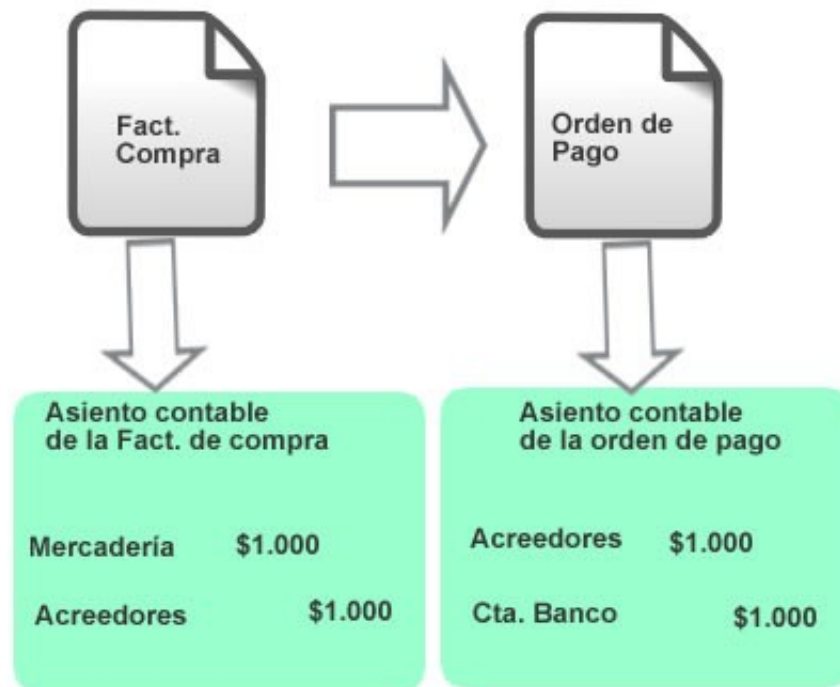 Fact.
Compra
Orden de
Pago
Asiento contable
de la Fact. de compra
Mercadería $1.000
Acreedores $1.000
Asiento contable
de la orden de pago
Acreedores $1.000
Cta. Banco $1.000